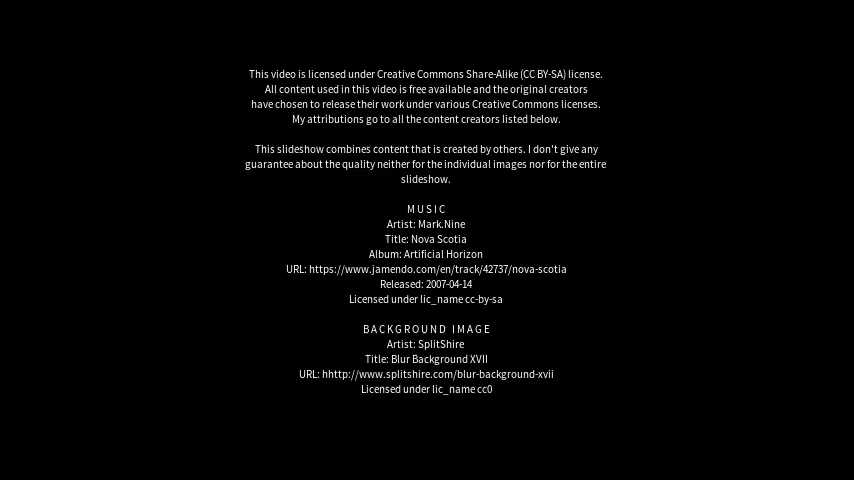 This video is licensed under Creative Commons Share-Alike (CC BY-SA) license.
All content used in this video is free available and the original creators
have chosen to release their work under various Creative Commons licenses.
My attributions go to all the content creators listed below.
This slideshow combines content that is created by others. I don't give any
guarantee about the quality neither for the individual images nor for the entire
slideshow.
MUSIC
Artist: Mark.Nine
Title: Nova Scotia
Album: Artificial Horizon
URL: https://www.jamendo.com/en/track/42737/nova-scotia
Released: 2007-04-14
Licensed under lic_name cc-by-sa
BACKGROUND IMAGE
Artist: SplitShire
Title: Blur Background XVII
URL: hhttp://www.splitshire.com/blur-background-xvii
Licensed under lic_name cc0